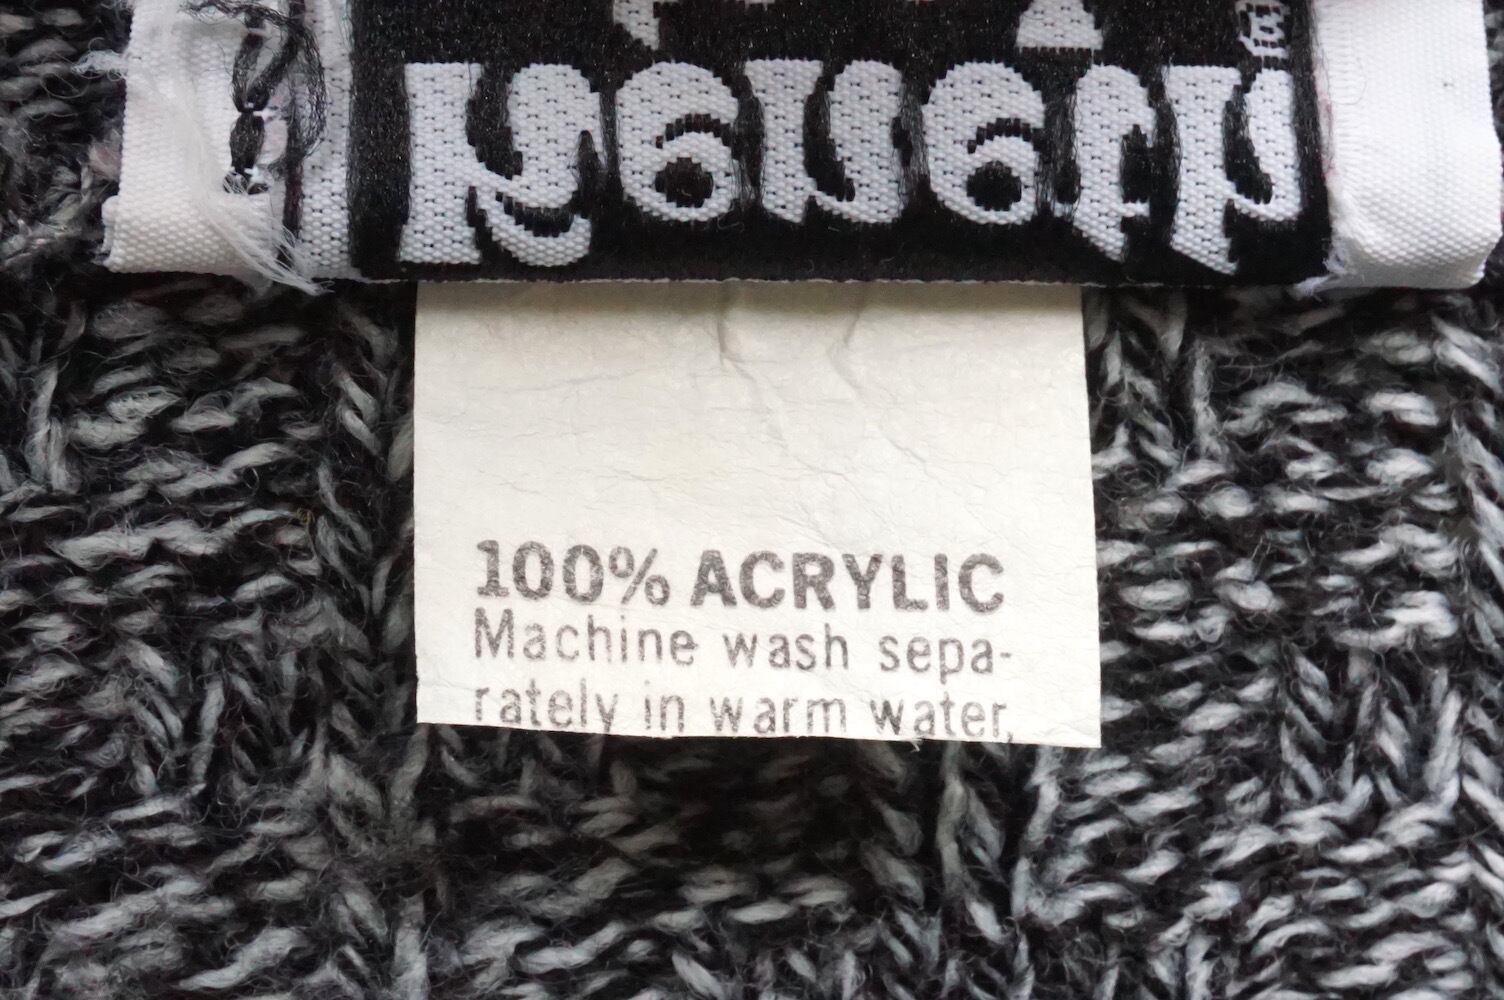 100% ACRYLIC
Machine wash sepa-
rately in warm water,